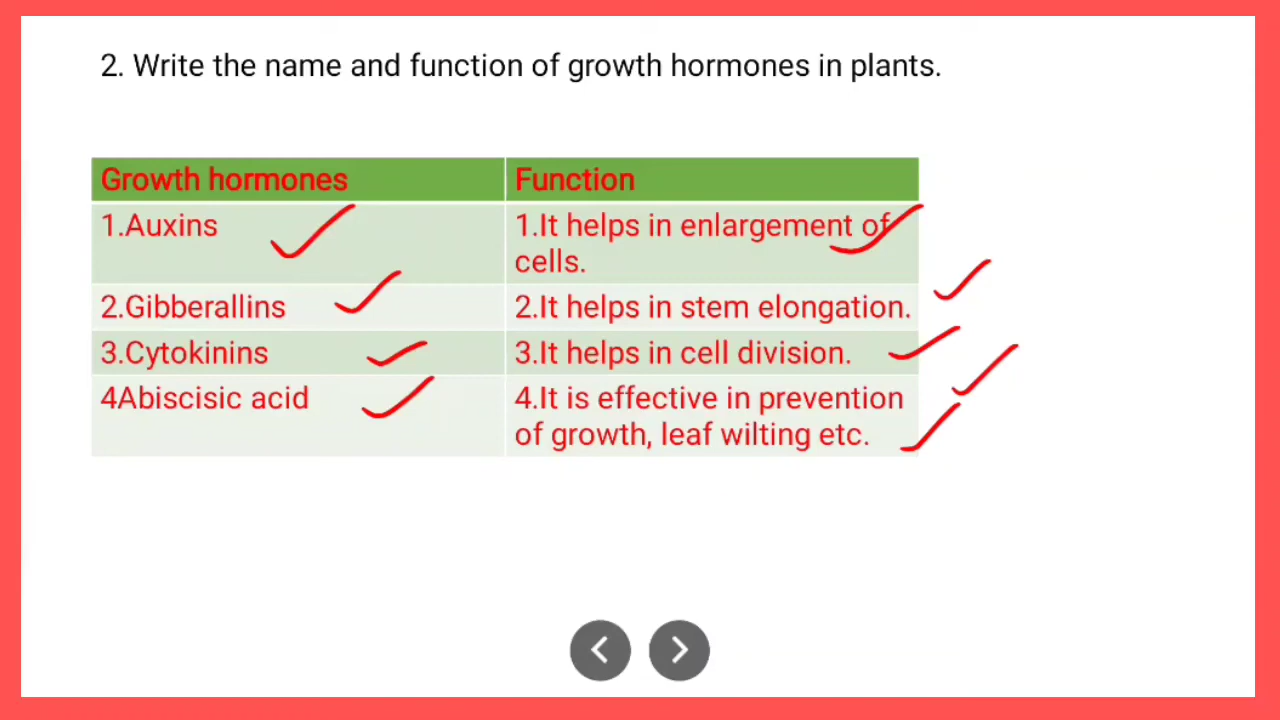 2. Write the name and function of growth hormones in plants.
Growth hormones
Function
1.Auxins
1.It helps in enlargement of
cells.
2.Gibberallins
2.It helps in stem elongation.
3.Cytokinins
3.It helps in cell division.
4Abiscisic acid
4.It is effective in prevention
of growth, leaf wilting etc.